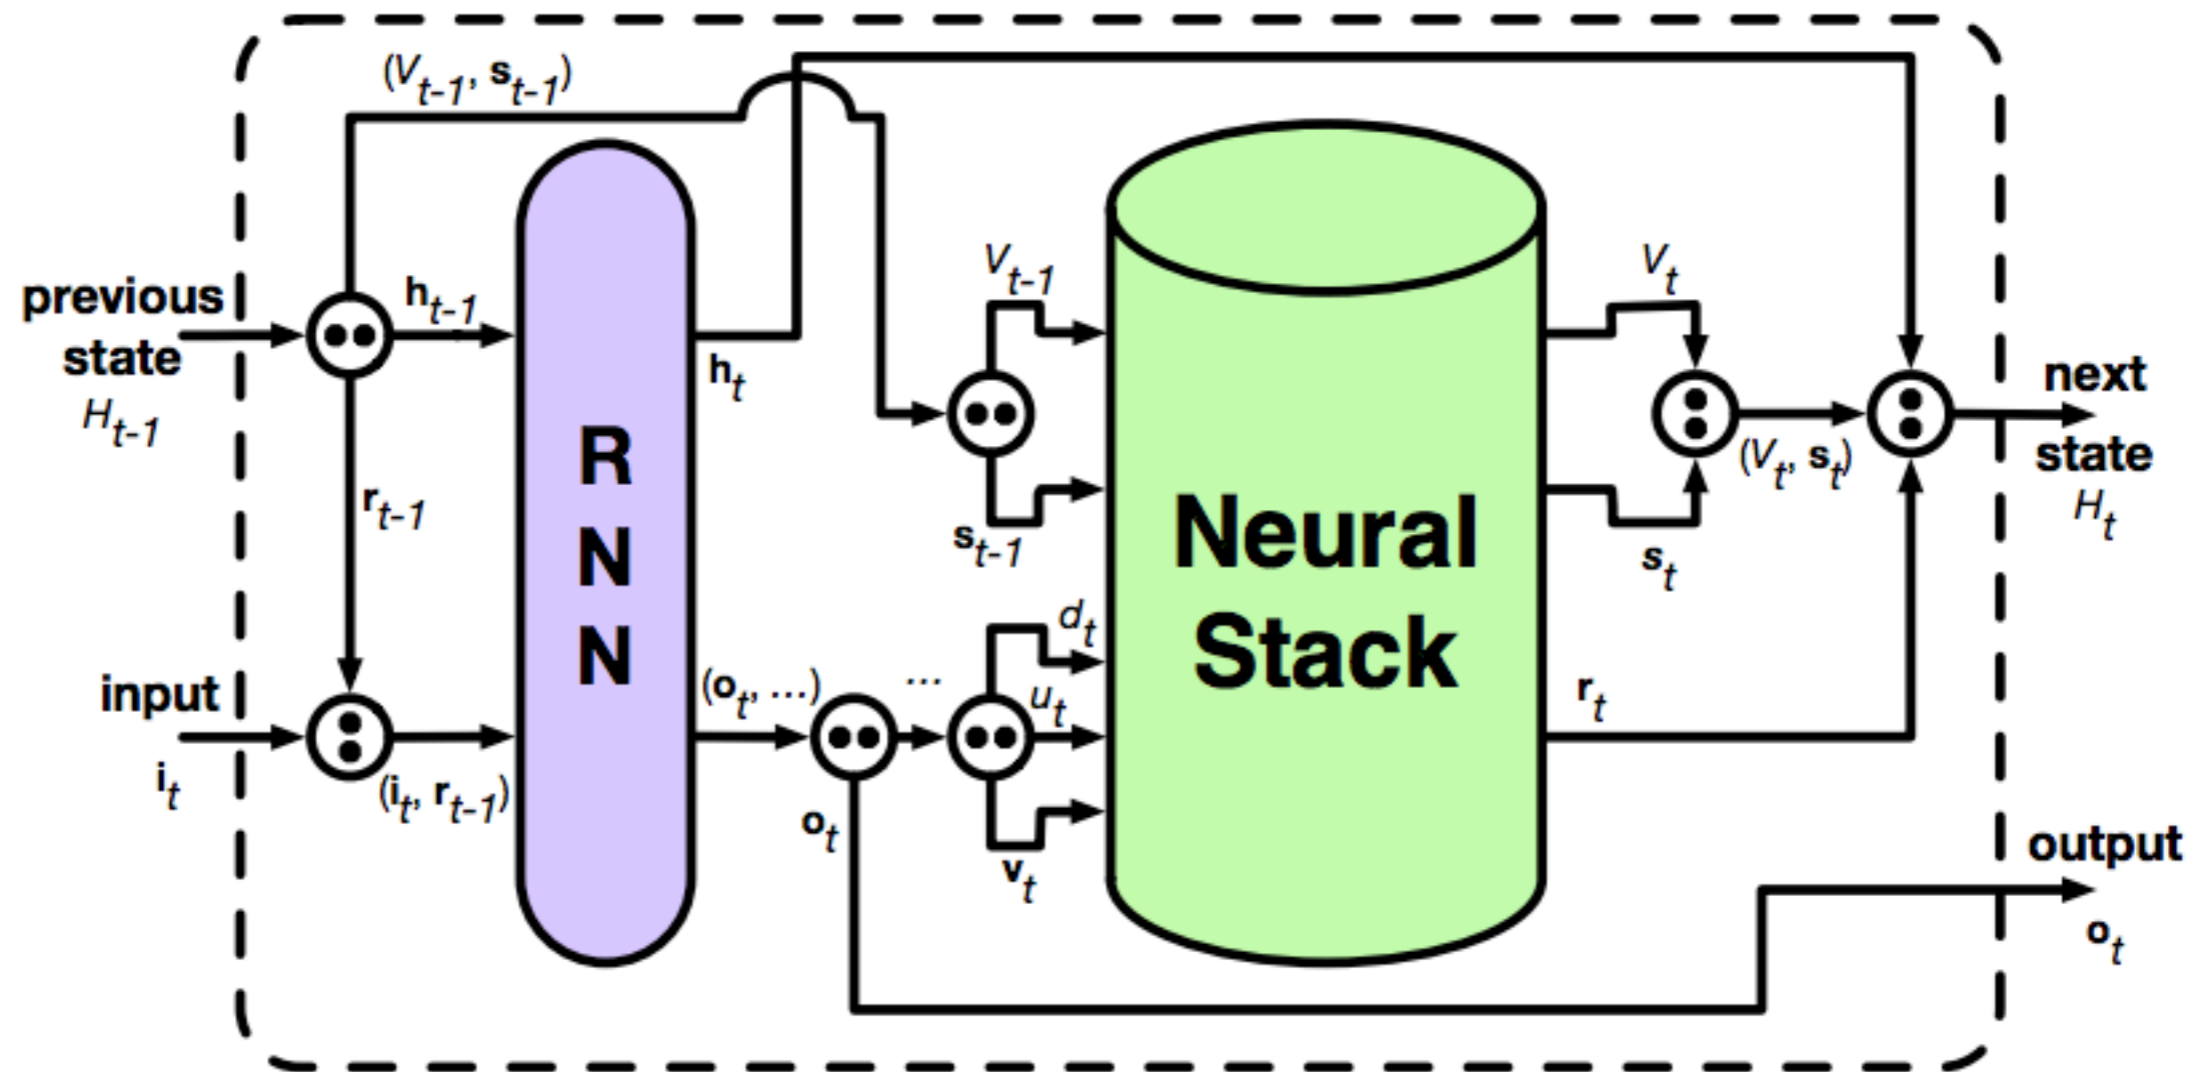 (Vt-1, st-1)
previous
state
Ht-1
ht-1
ht
rt-1
input
it
(it, rt-1)
R
N
N
(ot, ...)
...
ot
Vt-1
st-1
dt
ut
vt
Neural
Stack
Vt
st
(Vt, st)
rt
next
state
Ht
output
ot